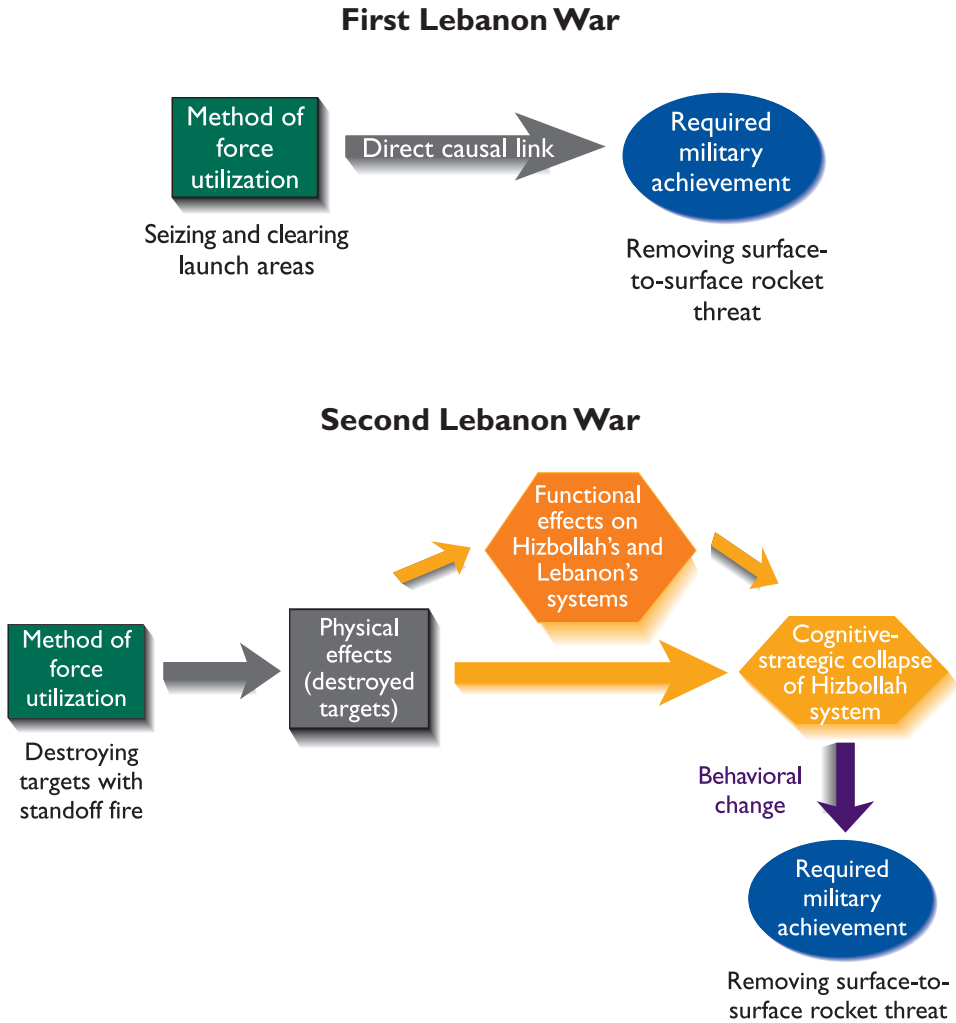 First Lebanon War
Method of
force
utilization
Direct causal link
Required
military
achievement
Seizing and clearing
launch areas
Removing surface-
to-surface rocket
threat
Second Lebanon War
Functional
effects on
Hizbollah's and
Lebanon's
systems
Method of
force
utilization
Physical
effects
(destroyed
targets)
Cognitive-
strategic collapse
of Hizbollah
system
Destroying
targets with
standoff fire
Behavioral
change
Required
military
achievement
Removing surface-to-
surface rocket threat